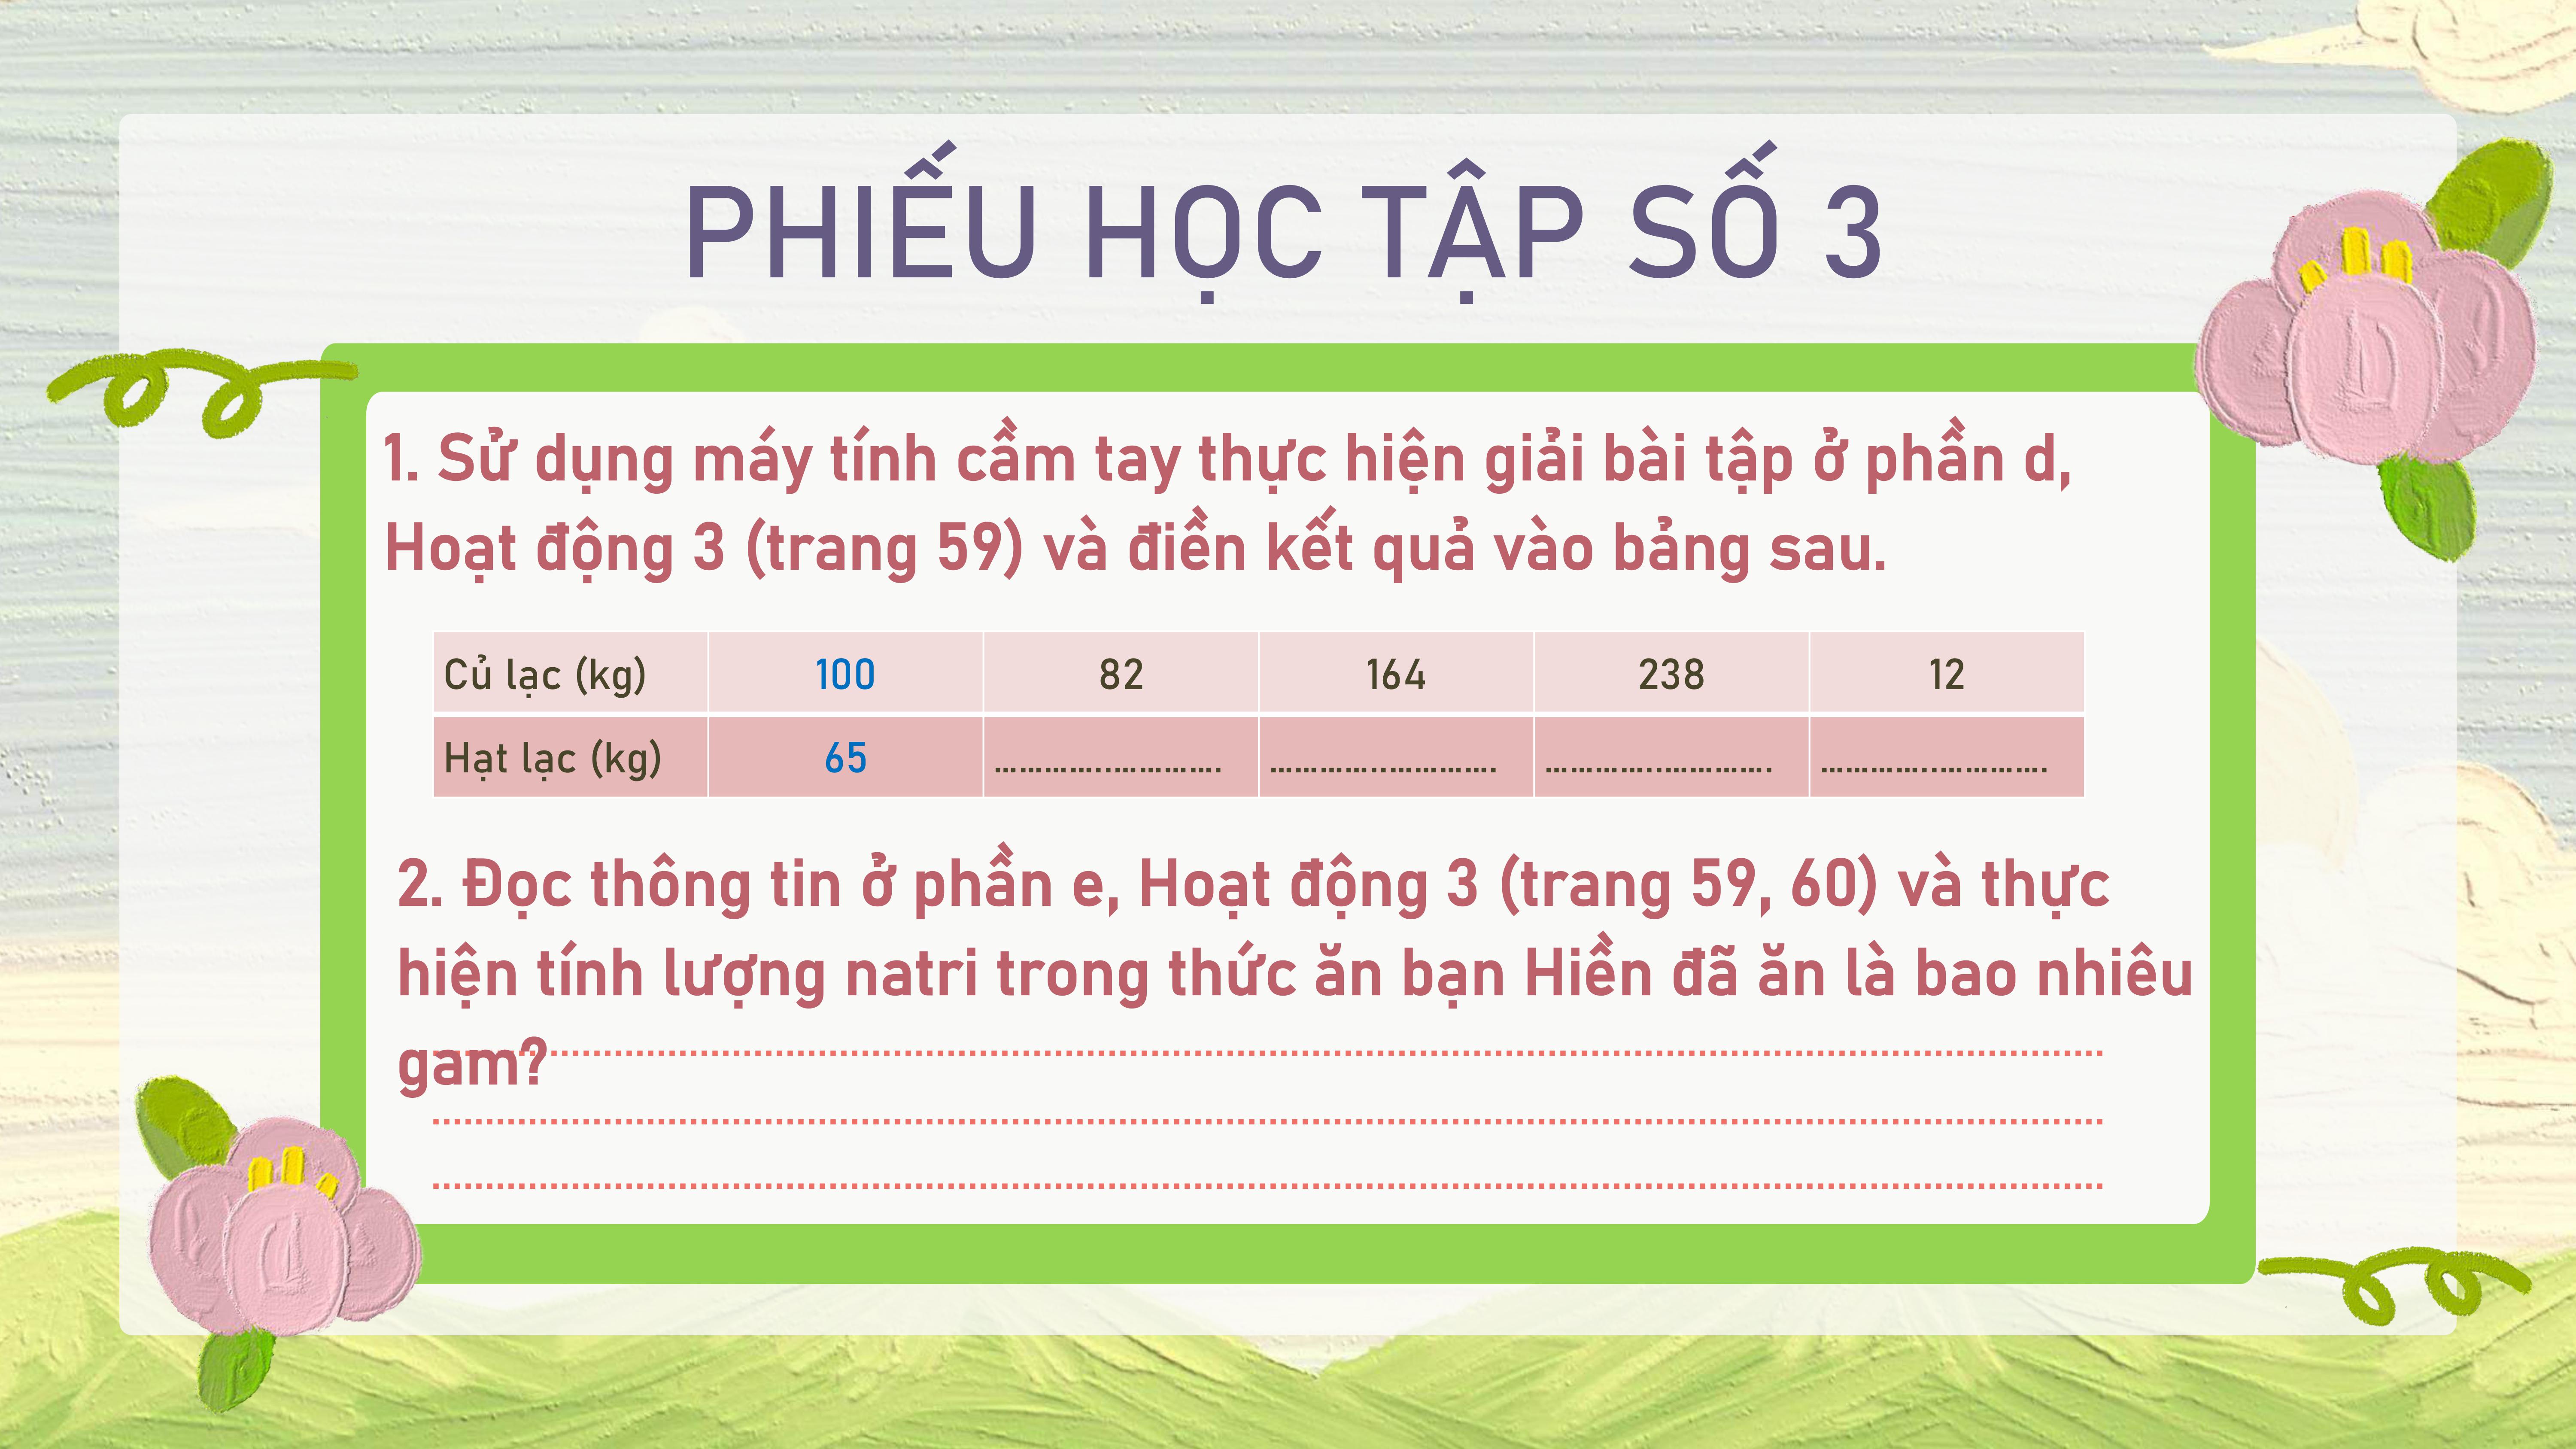 PHIẾU HỌC TẬP SỐ 3
1. Sử dụng máy tính cầm tay thực hiện giải bài tập ở phần d,
Hoạt động 3 (trang 59) và điền kết quả vào bảng sau.
Củ lạc (kg) 100 82 164 238 12
Hạt lạc (kg) 65 …………..…………. …………..…………. …………..…………. …………..………….
2. Đọc thông tin ở phần e, Hoạt động 3 (trang 59, 60) và thực
hiện tính lượng natri trong thức ăn bạn Hiền đã ăn là bao nhiêu
gam?